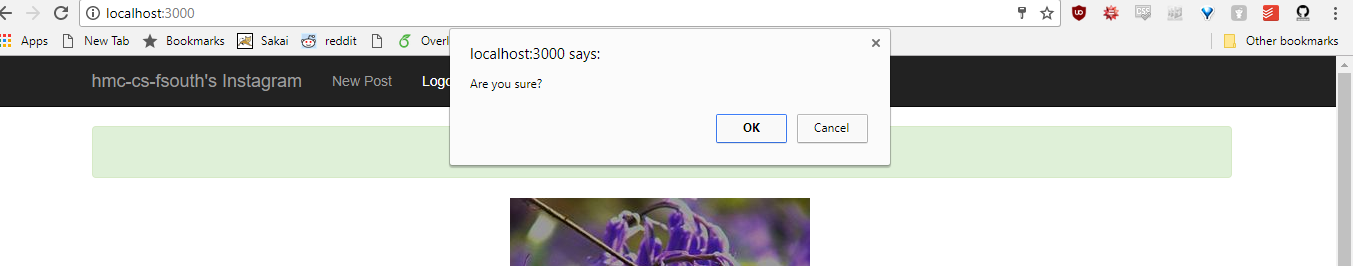 localhost:3000
Apps New Tab Bookmarks Sakai reddit Overl Other bookmarks
localhost:3000 says:
Are you sure?
OK Cancel
hmc-cs-fsouth's Instagram New Post Logo